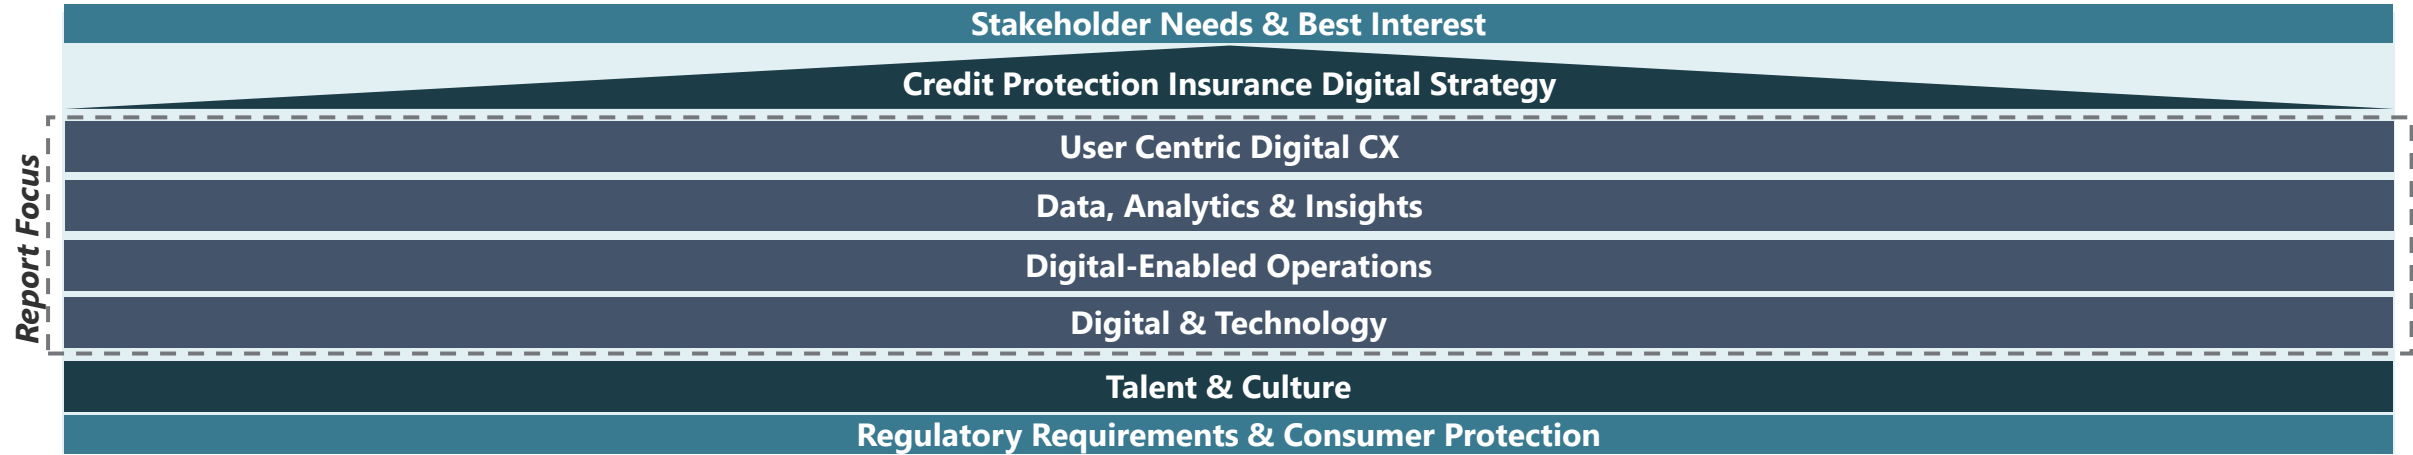 Stakeholder Needs & Best Interest
Credit Protection Insurance Digital Strategy
Report Focus
User Centric Digital CX
Data, Analytics & Insights
Digital-Enabled Operations
Digital & Technology
Talent & Culture
Regulatory Requirements & Consumer Protection